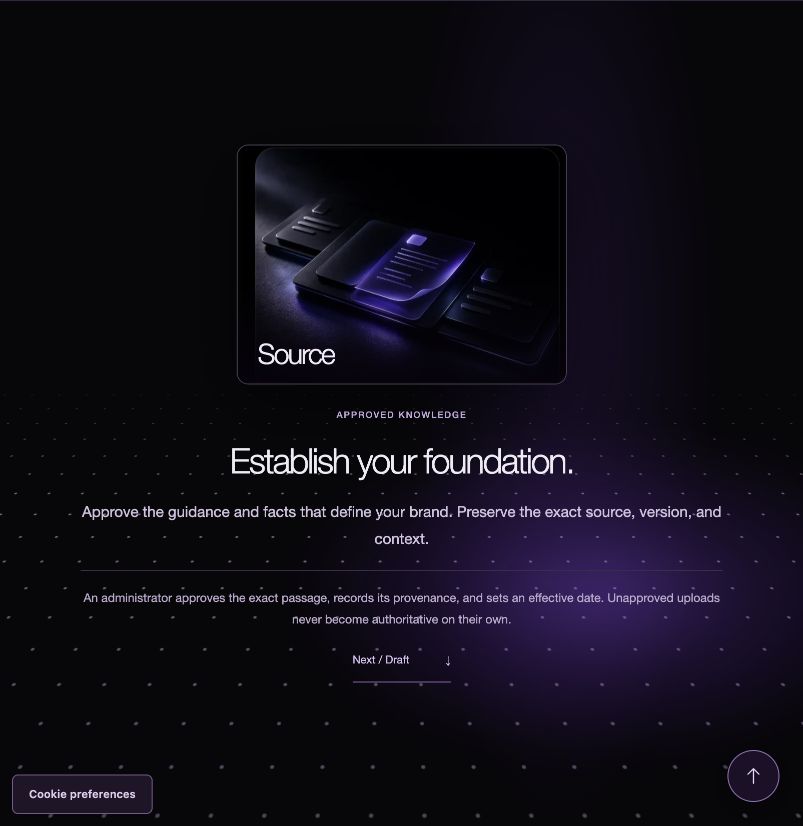 Source
APPROVED KNOWLEDGE
Establish your foundation.
Approve the guidance and facts that define your brand. Preserve the exact source, version, and
context.
An administrator approves the exact passage, records its provenance, and sets an effective date. Unapproved uploads
never become authoritative on their own.
Next / Draft ↓
Cookie preferences